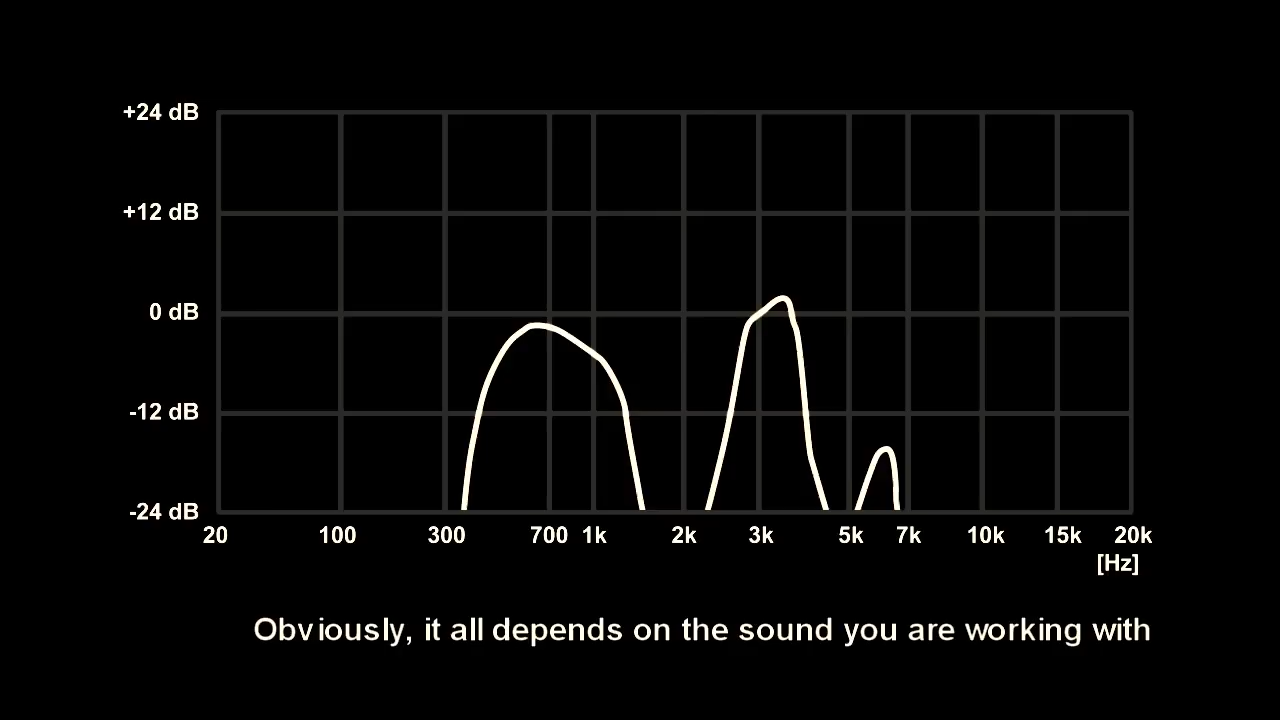 +24 dB
+12 dB
0 dB
-12 dB
-24 dB
20 100 300 700 1k 2k 3k 5k 7k 10k 15k 20k
[Hz]
Obviously, it all depends on the sound you are working with